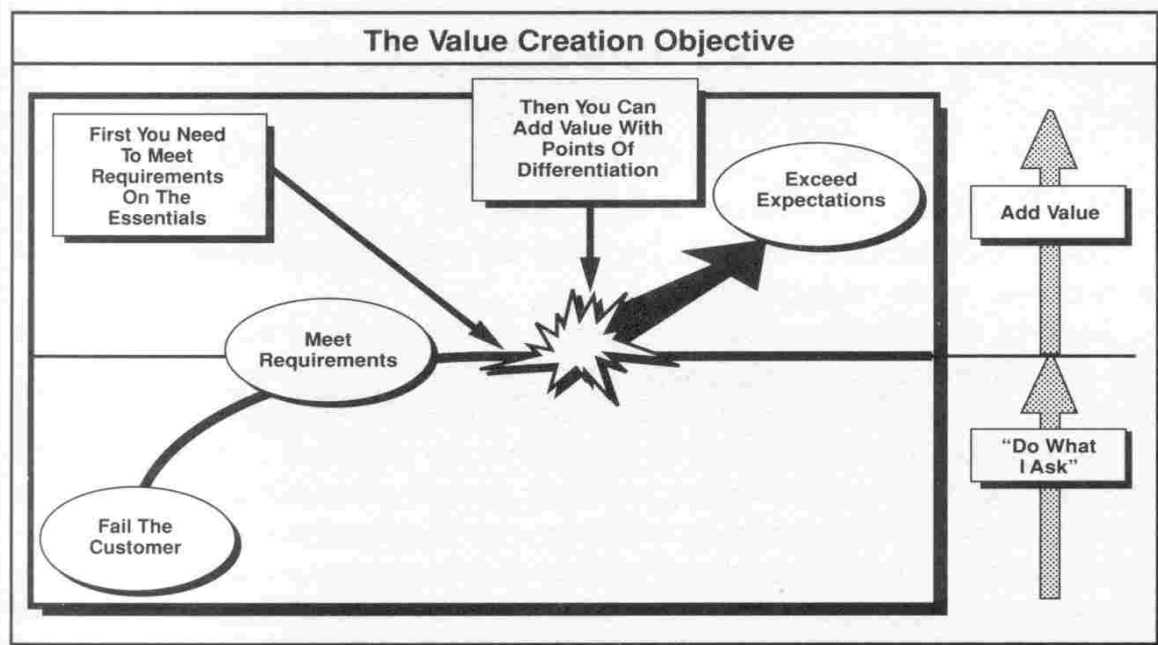 The Value Creation Objective
First You Need
To Meet
Requirements
On The
Essentials
Then You Can
Add Value With
Points Of
Differentiation
Exceed
Expectations
Add Value
Meet
Requirements
“Do What
I Ask”
Fail The
Customer